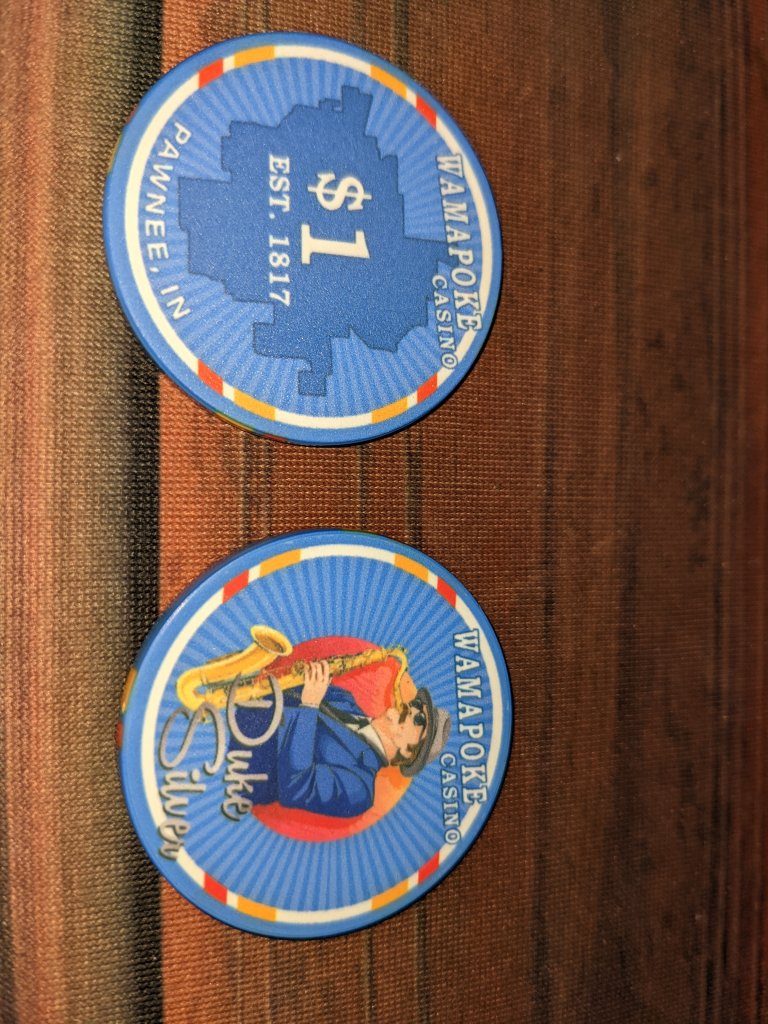 WAMAPOKE
CASINO
$1
EST. 1817
PAWNEE, IN
WAMAPOKE
CASINO
Duke
Silver